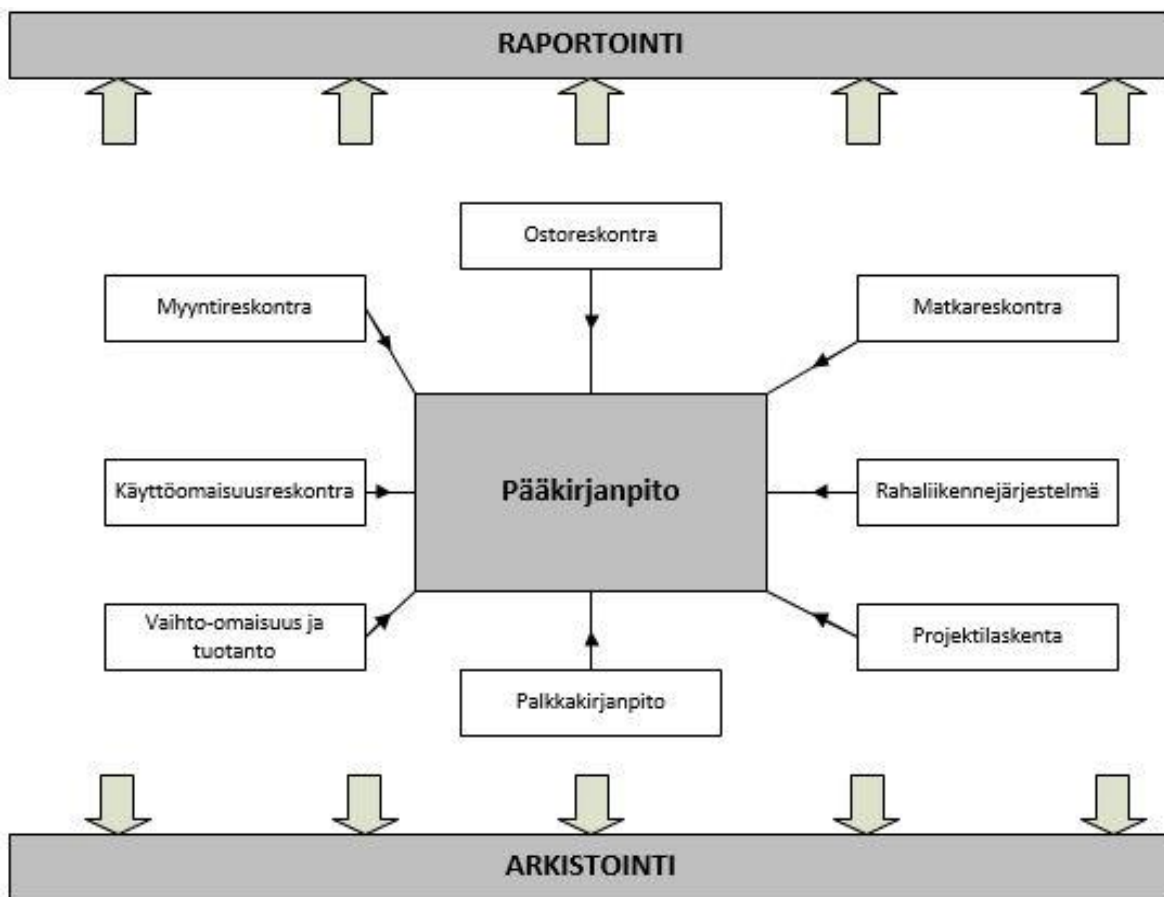 RAPORTOINTI
Ostoreskontra
Myyntireskontra
Matkareskontra
Käyttöomaisuusreskontra
Pääkirjanpito
Rahaliikennejärjestelmä
Vaihto-omaisuus ja
tuotanto
Projektilaskenta
Palkkakirjanpito
ARKISTOINTI